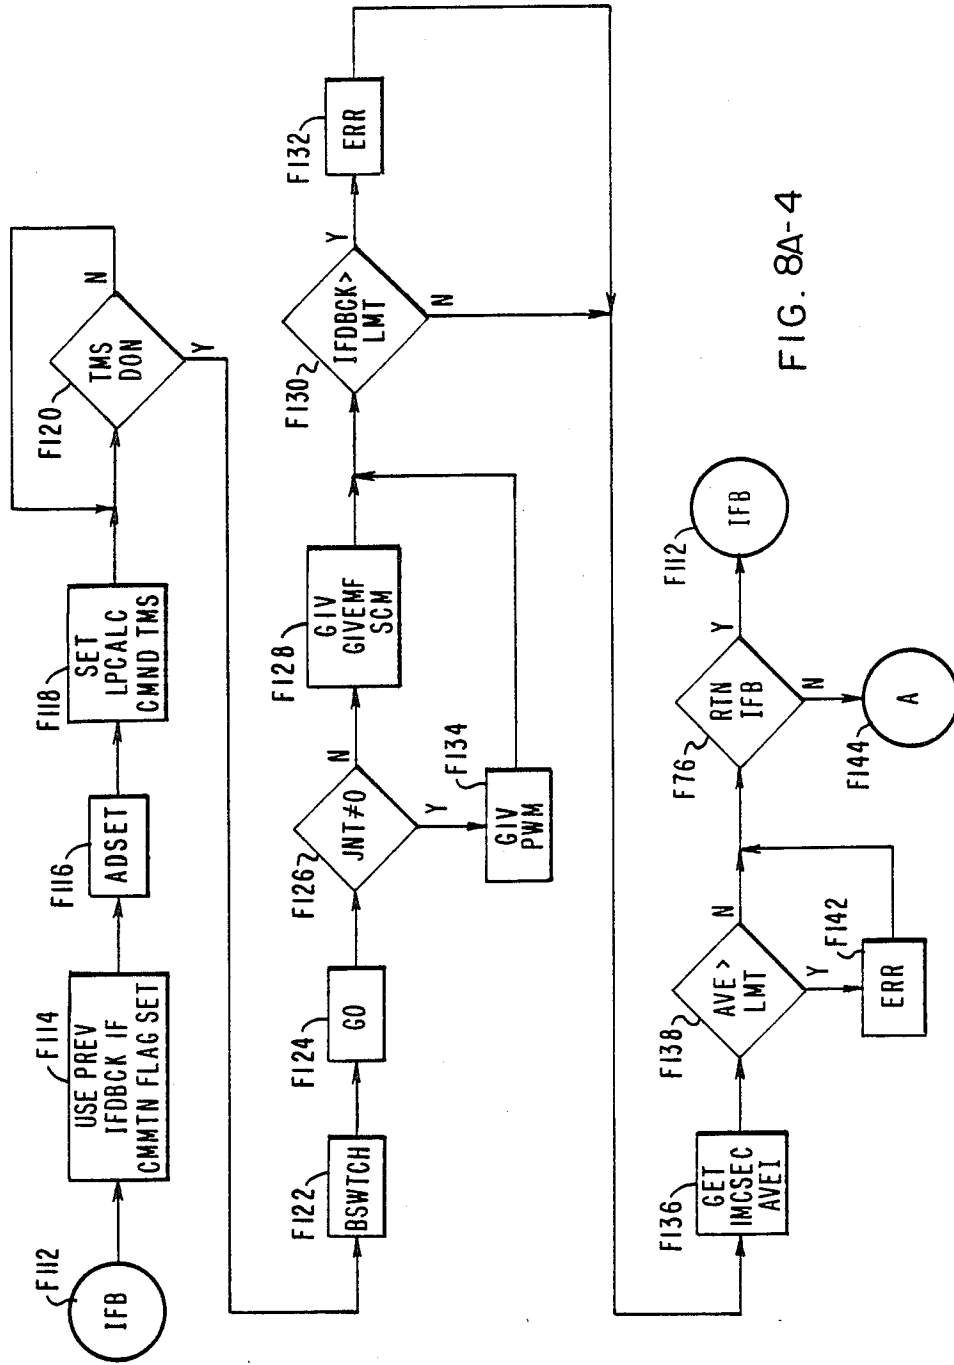 F112
IFB
F114
USE PREV
IFDBCK IF
CMMTN FLAG SET
F116
ADSET
F118
SET
LPCALC
CMND TMS
F120
TMS
DON
N
Y
F122
BSWTCH
F124
GO
F126
JNT≠0
N
Y
F128
GIV
GIVEMF
SCM
F134
GIV
PWM
F130
IFDBCK>
LMT
Y
N
F132
ERR
F136
GET
IMCSEC
AVEI
F138
AVE>
LMT
N
Y
F142
ERR
F76
RTN
IFB
Y
N
F112
IFB
F144
A
FIG. 8A-4